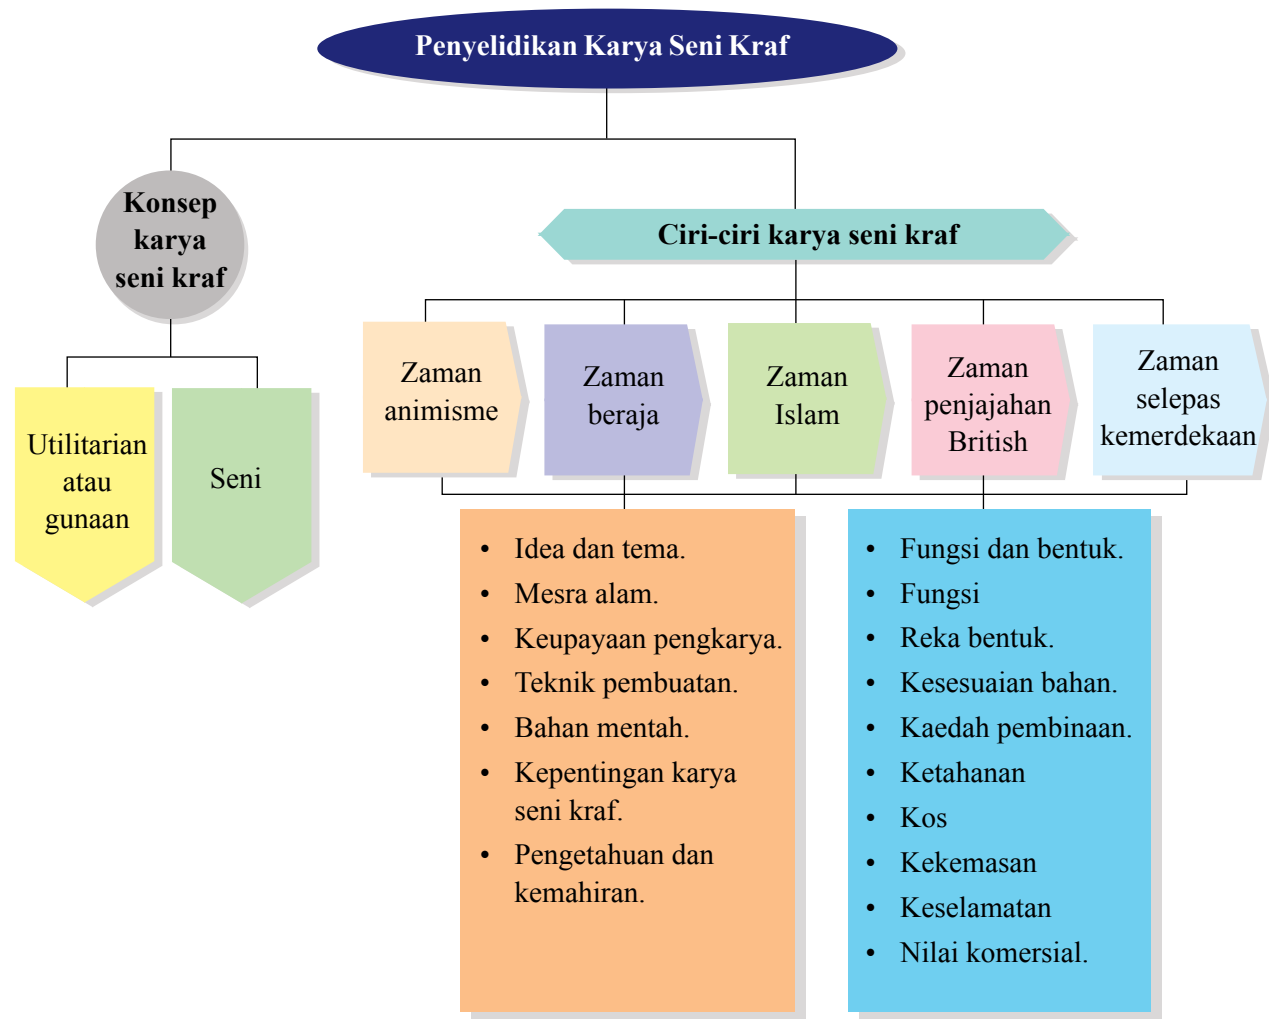 Penyelidikan Karya Seni Kraf
Konsep
karya
seni kraf
Utilitarian
atau
gunaan
Seni
Ciri-ciri karya seni kraf
Zaman
animisme
Zaman
beraja
Zaman
Islam
Zaman
penjajahan
British
Zaman
selepas
kemerdekaan
• Idea dan tema.
• Mesra alam.
• Keupayaan pengkarya.
• Teknik pembuatan.
• Bahan mentah.
• Kepentingan karya
seni kraf.
• Pengetahuan dan
kemahiran.
• Fungsi dan bentuk.
• Fungsi
• Reka bentuk.
• Kesesuaian bahan.
• Kaedah pembinaan.
• Ketahanan
• Kos
• Kekemasan
• Keselamatan
• Nilai komersial.